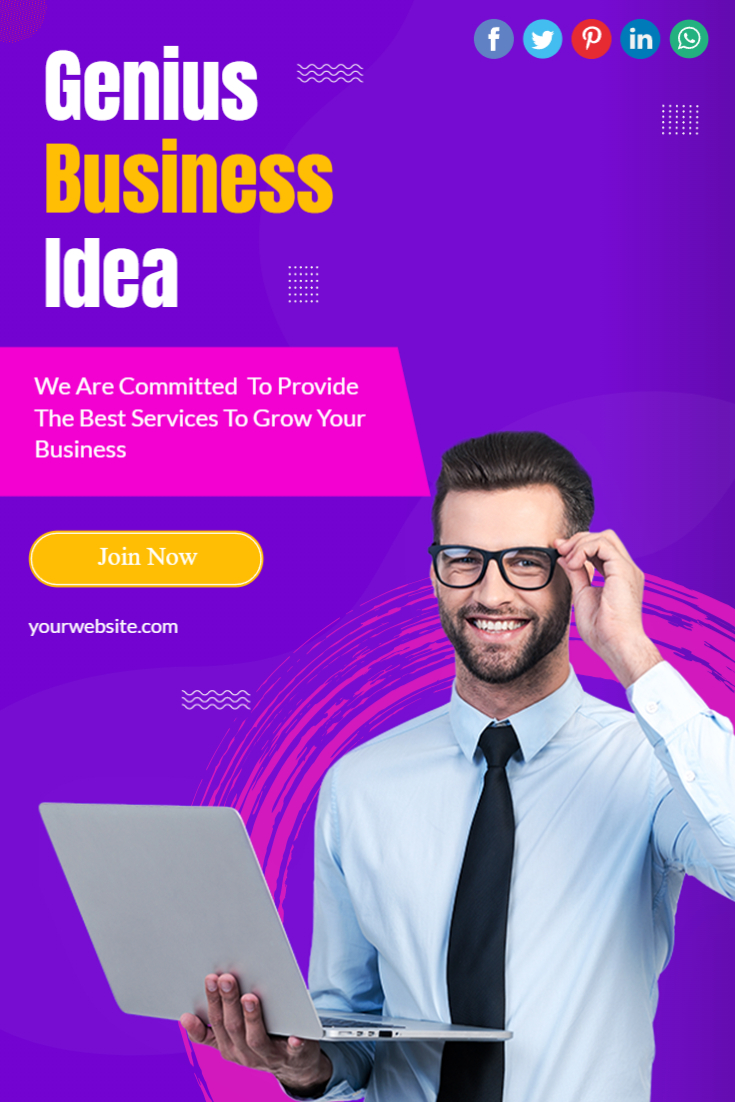 Genius
Business
Idea
We Are Committed  To Provide
The Best Services To Grow Your
Business
Join Now
yourwebsite.com